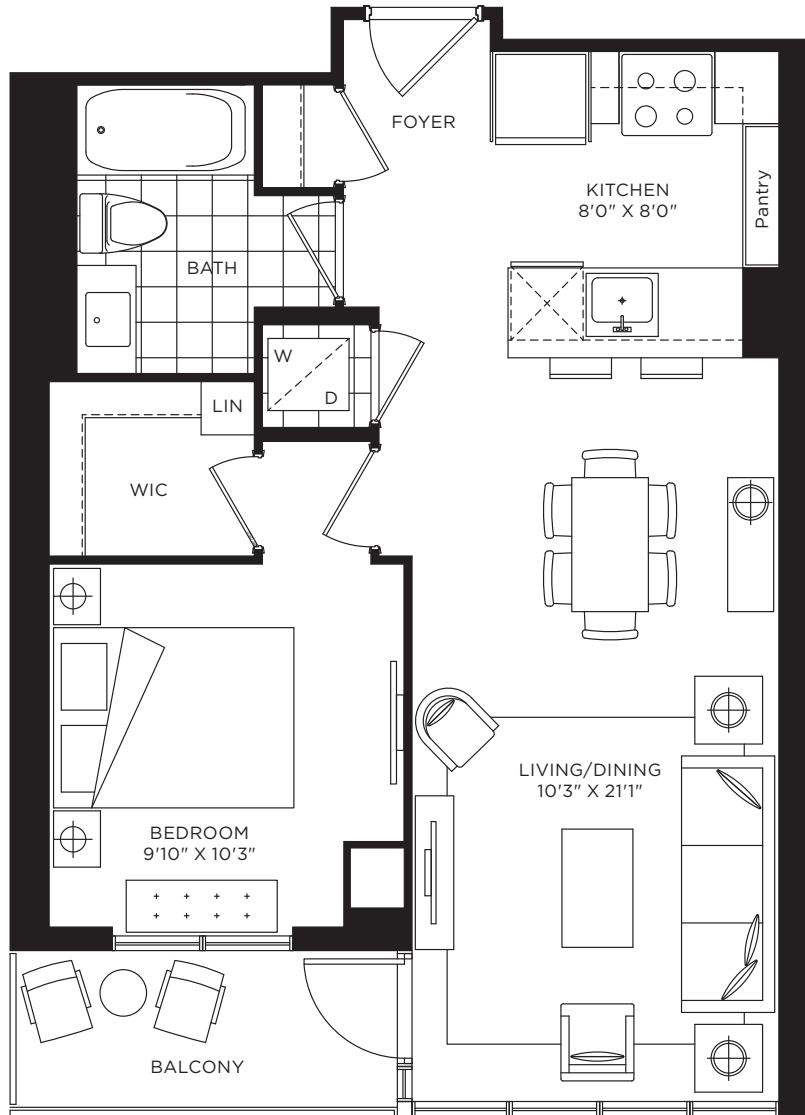 FOYER
KITCHEN
8'0" X 8'0"
Pantry
BATH
W
D
LIN
WIC
LIVING/DINING
10'3" X 21'1"
BEDROOM
9'10" X 10'3"
BALCONY